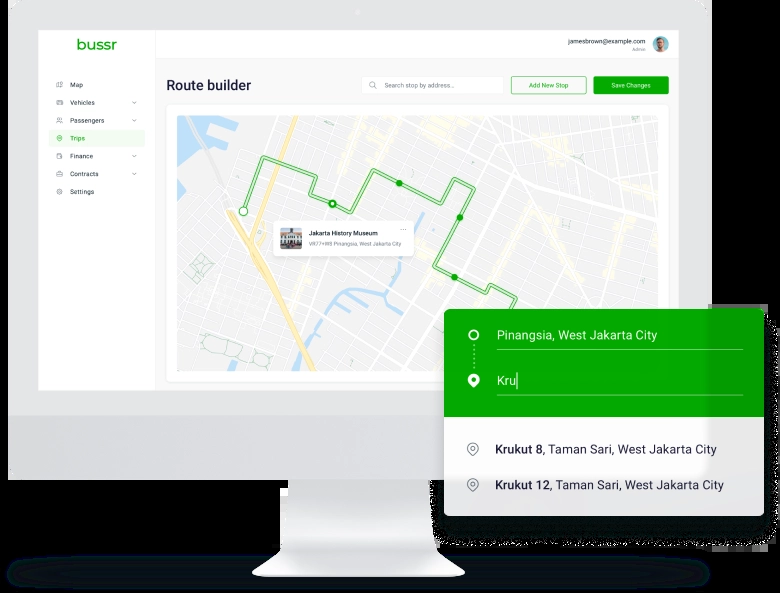 bussr
jamesbrown@example.com
Admin
Map
Vehicles
Passengers
Trips
Finance
Contracts
Settings
Route builder
Search stop by address...
Add New Stop
Save Changes
Jakarta History Museum
VR77+W8 Pinangsia, West Jakarta City
Pinangsia, West Jakarta City
Kru
Krukut 8, Taman Sari, West Jakarta City
Krukut 12, Taman Sari, West Jakarta City